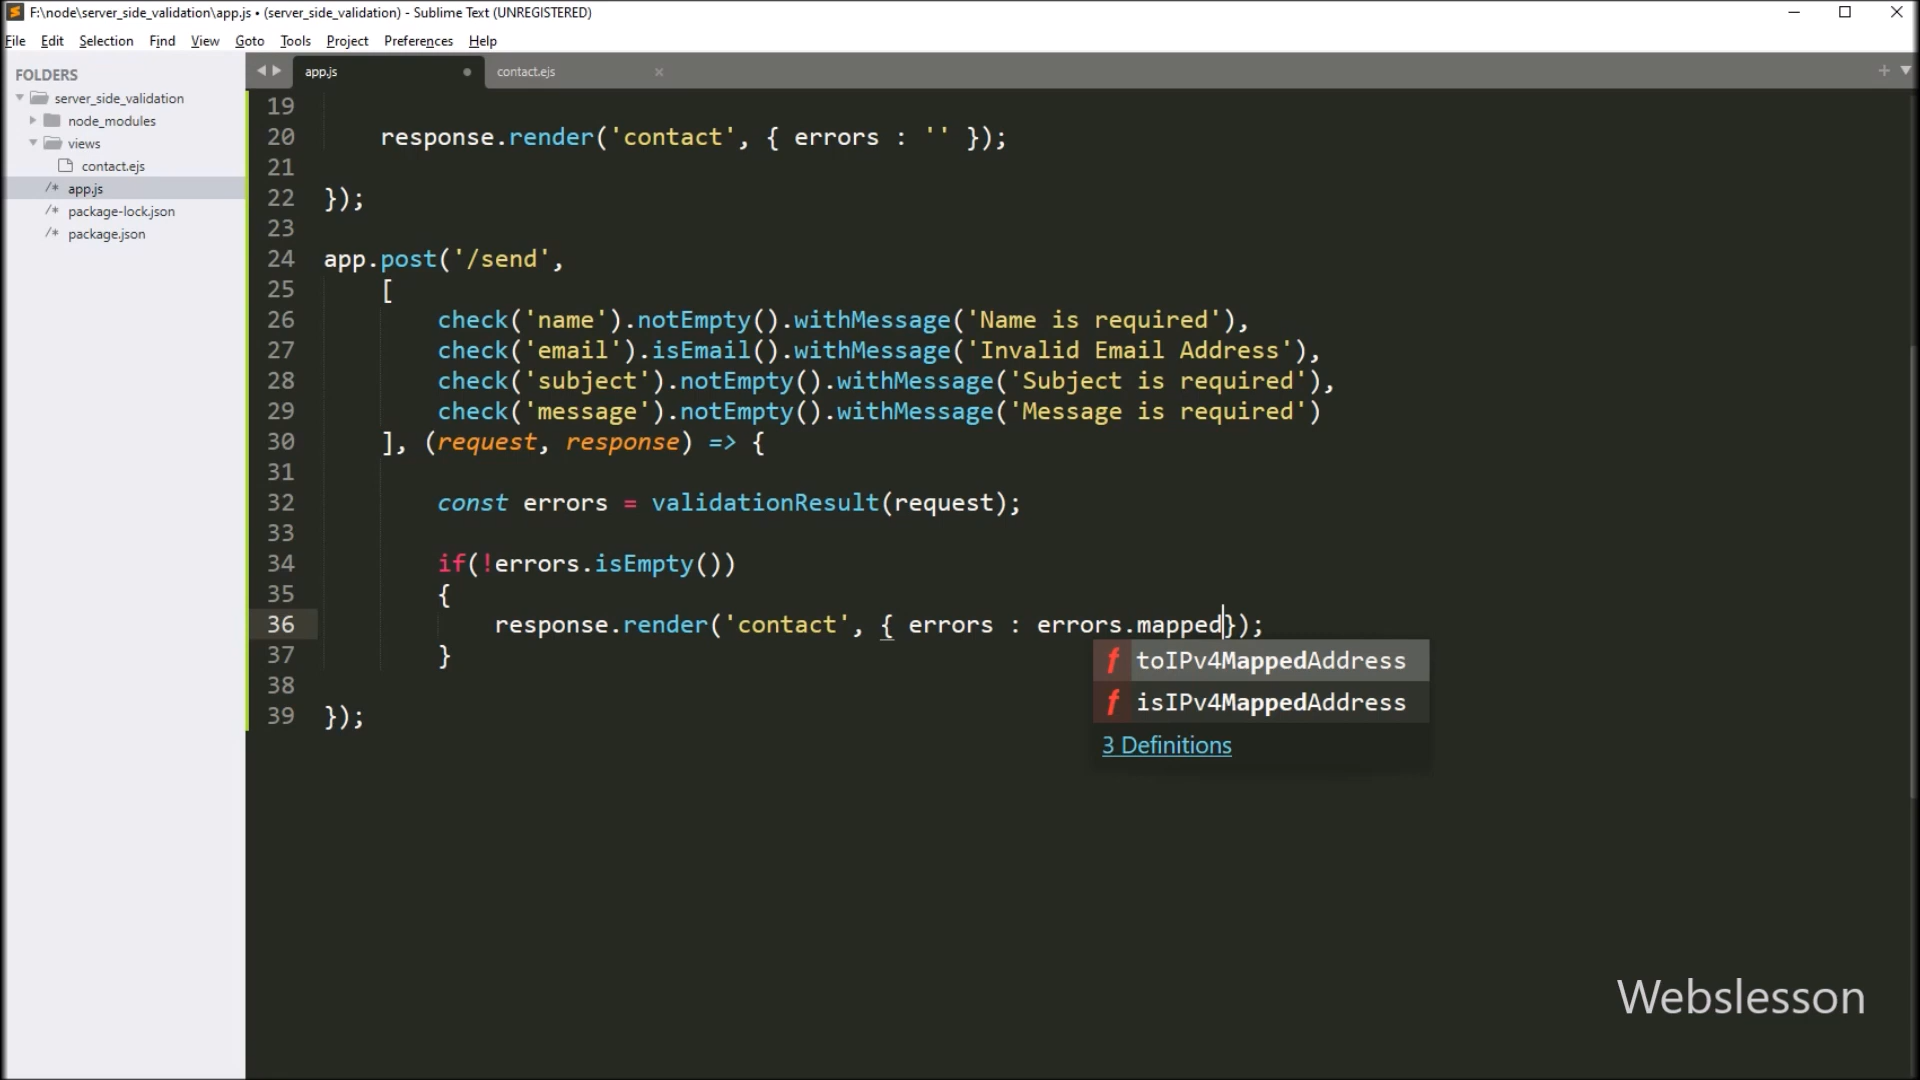 F:\node\server_side_validation\app.js • (server_side_validation) - Sublime Text (UNREGISTERED)
File Edit Selection Find View Goto Tools Project Preferences Help
FOLDERS
server_side_validation
node_modules
views
contact.ejs
/* app.js
/* package-lock.json
/* package.json
app.js
contact.ejs
19
20 response.render('contact', { errors : '' });
21
22 });
23
24 app.post('/send',
25 [
26 check('name').notEmpty().withMessage('Name is required'),
27 check('email').isEmail().withMessage('Invalid Email Address'),
28 check('subject').notEmpty().withMessage('Subject is required'),
29 check('message').notEmpty().withMessage('Message is required')
30 ], (request, response) => {
31
32 const errors = validationResult(request);
33
34 if(!errors.isEmpty())
35 {
36 response.render('contact', { errors : errors.mapped});
37 }
38
39 });
f toIPv4MappedAddress
f isIPv4MappedAddress
3 Definitions
Webslesson